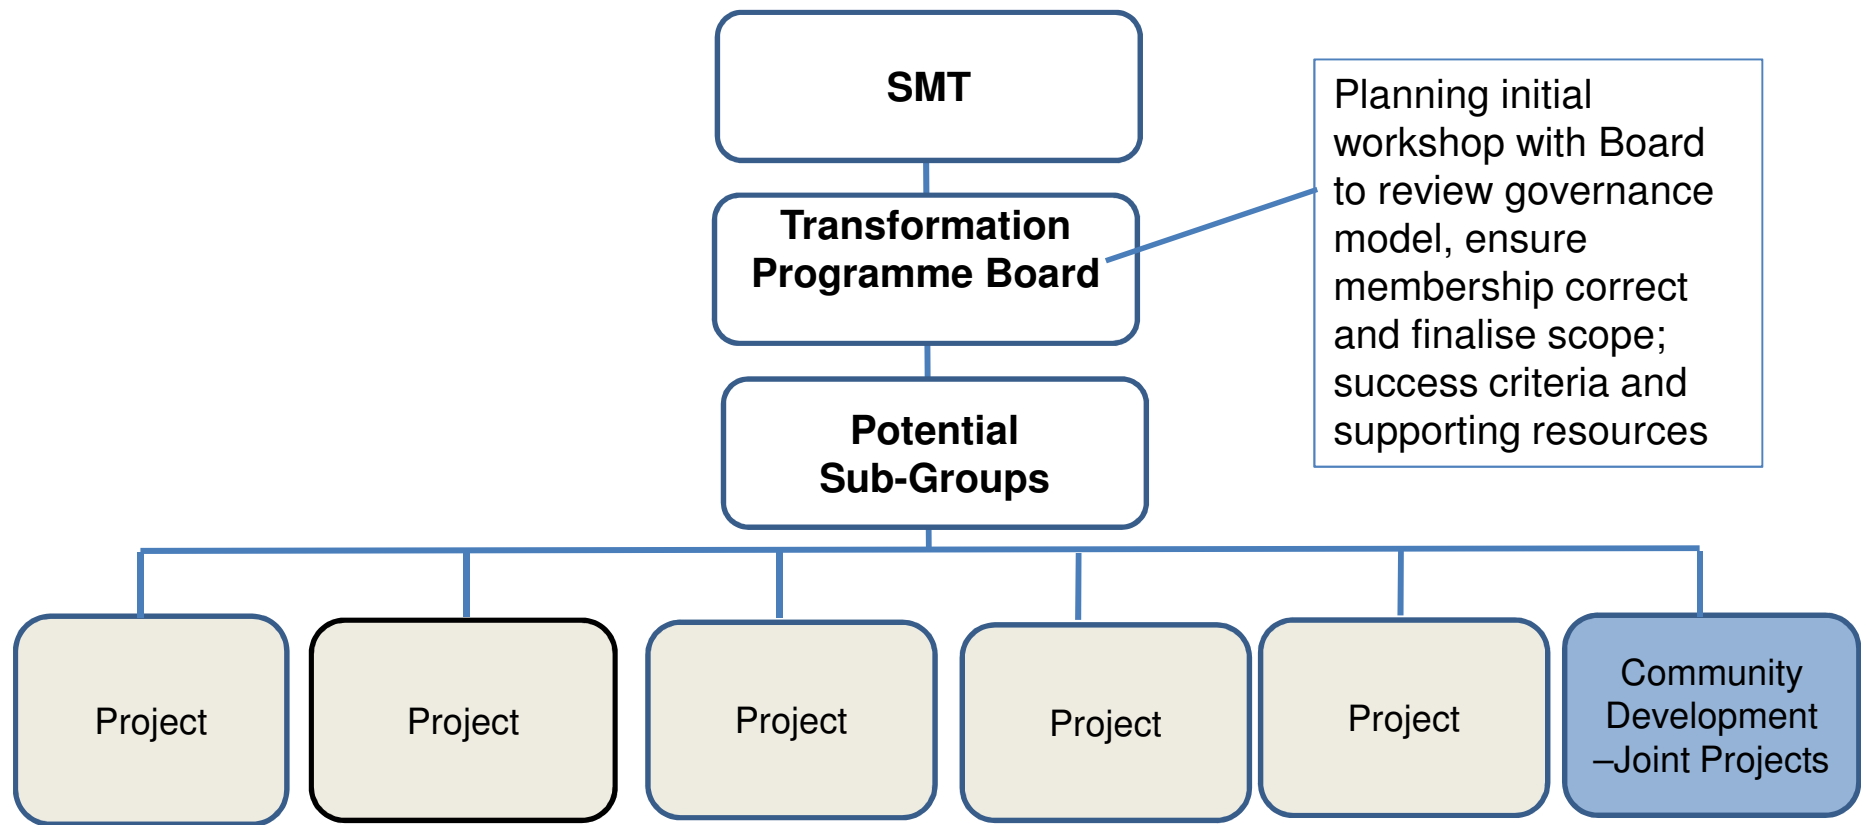 SMT
Transformation
Programme Board
Planning initial
workshop with Board
to review governance
model, ensure
membership correct
and finalise scope;
success criteria and
supporting resources
Potential
Sub-Groups
Project
Project
Project
Project
Project
Community
Development
–Joint Projects